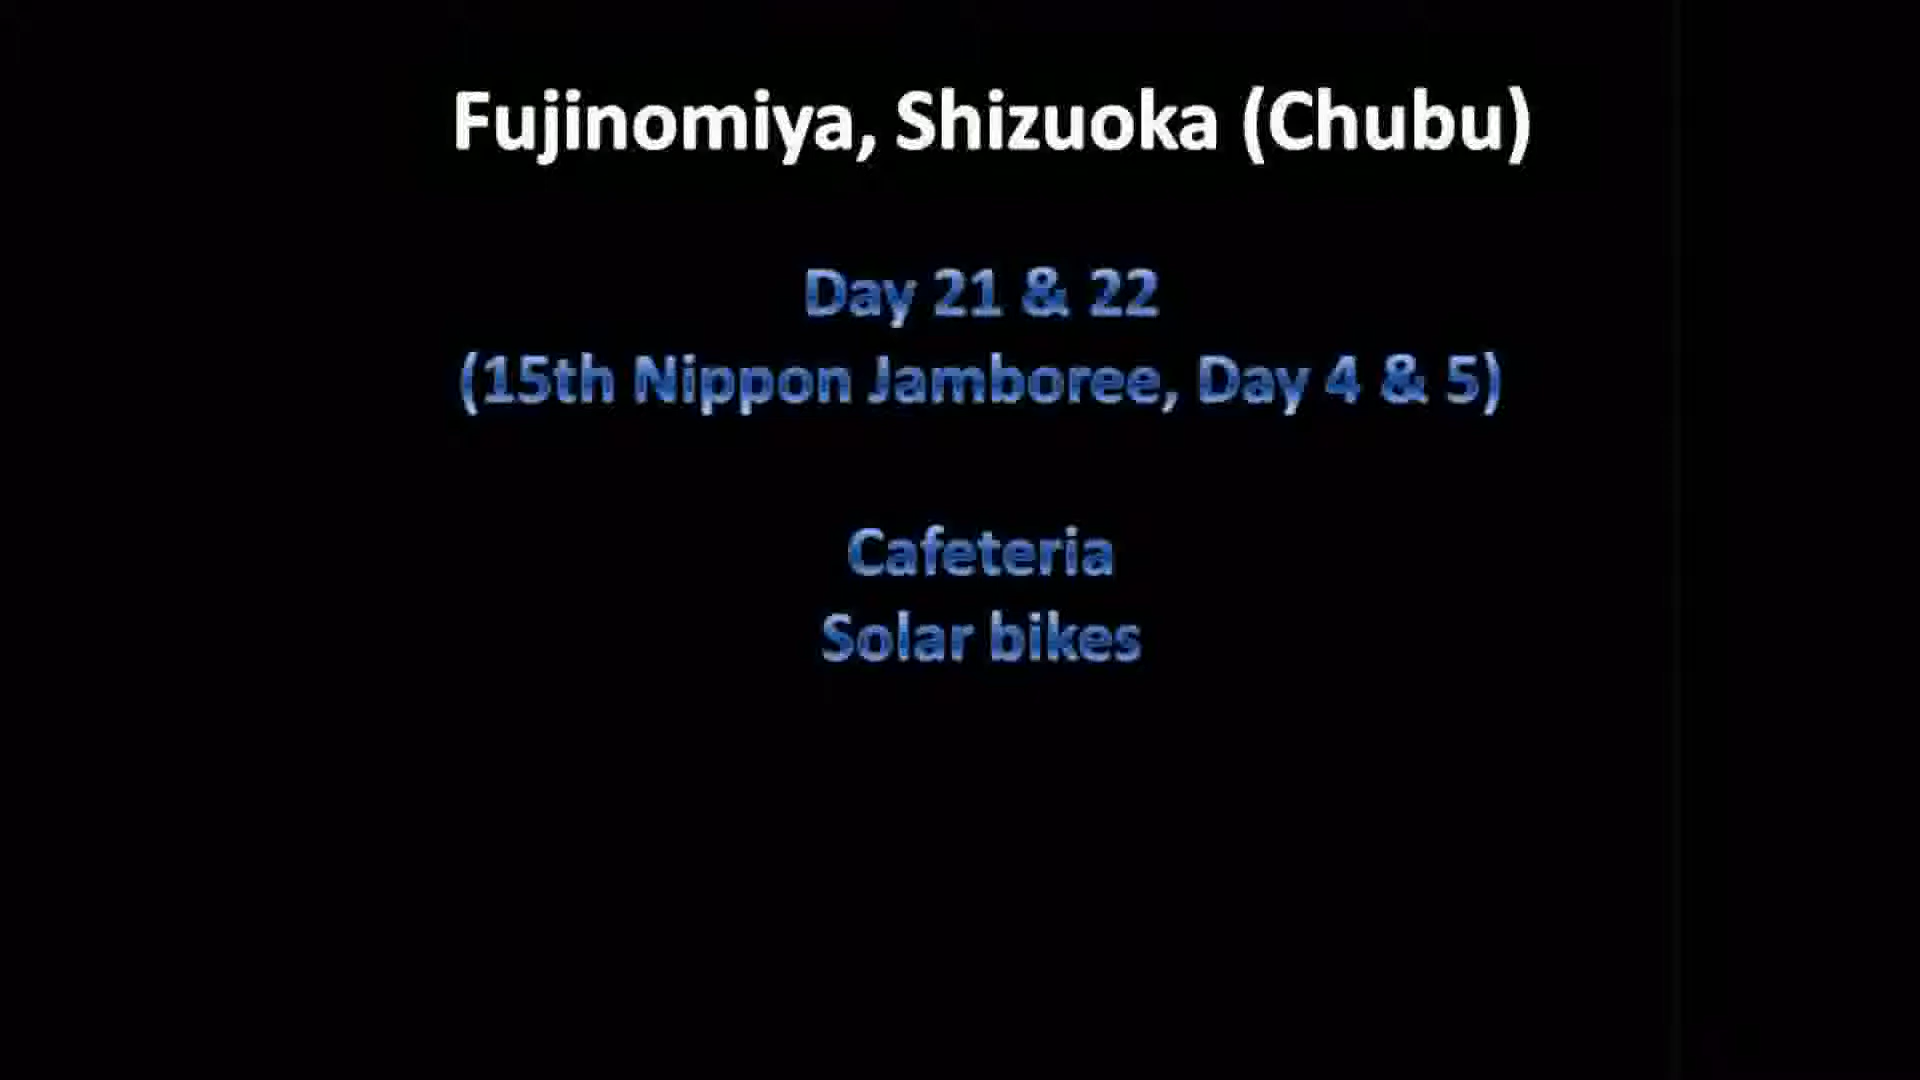 Fujinomiya, Shizuoka (Chubu)
Day 21 & 22
(15th Nippon Jamboree, Day 4 & 5)
Cafeteria
Solar bikes